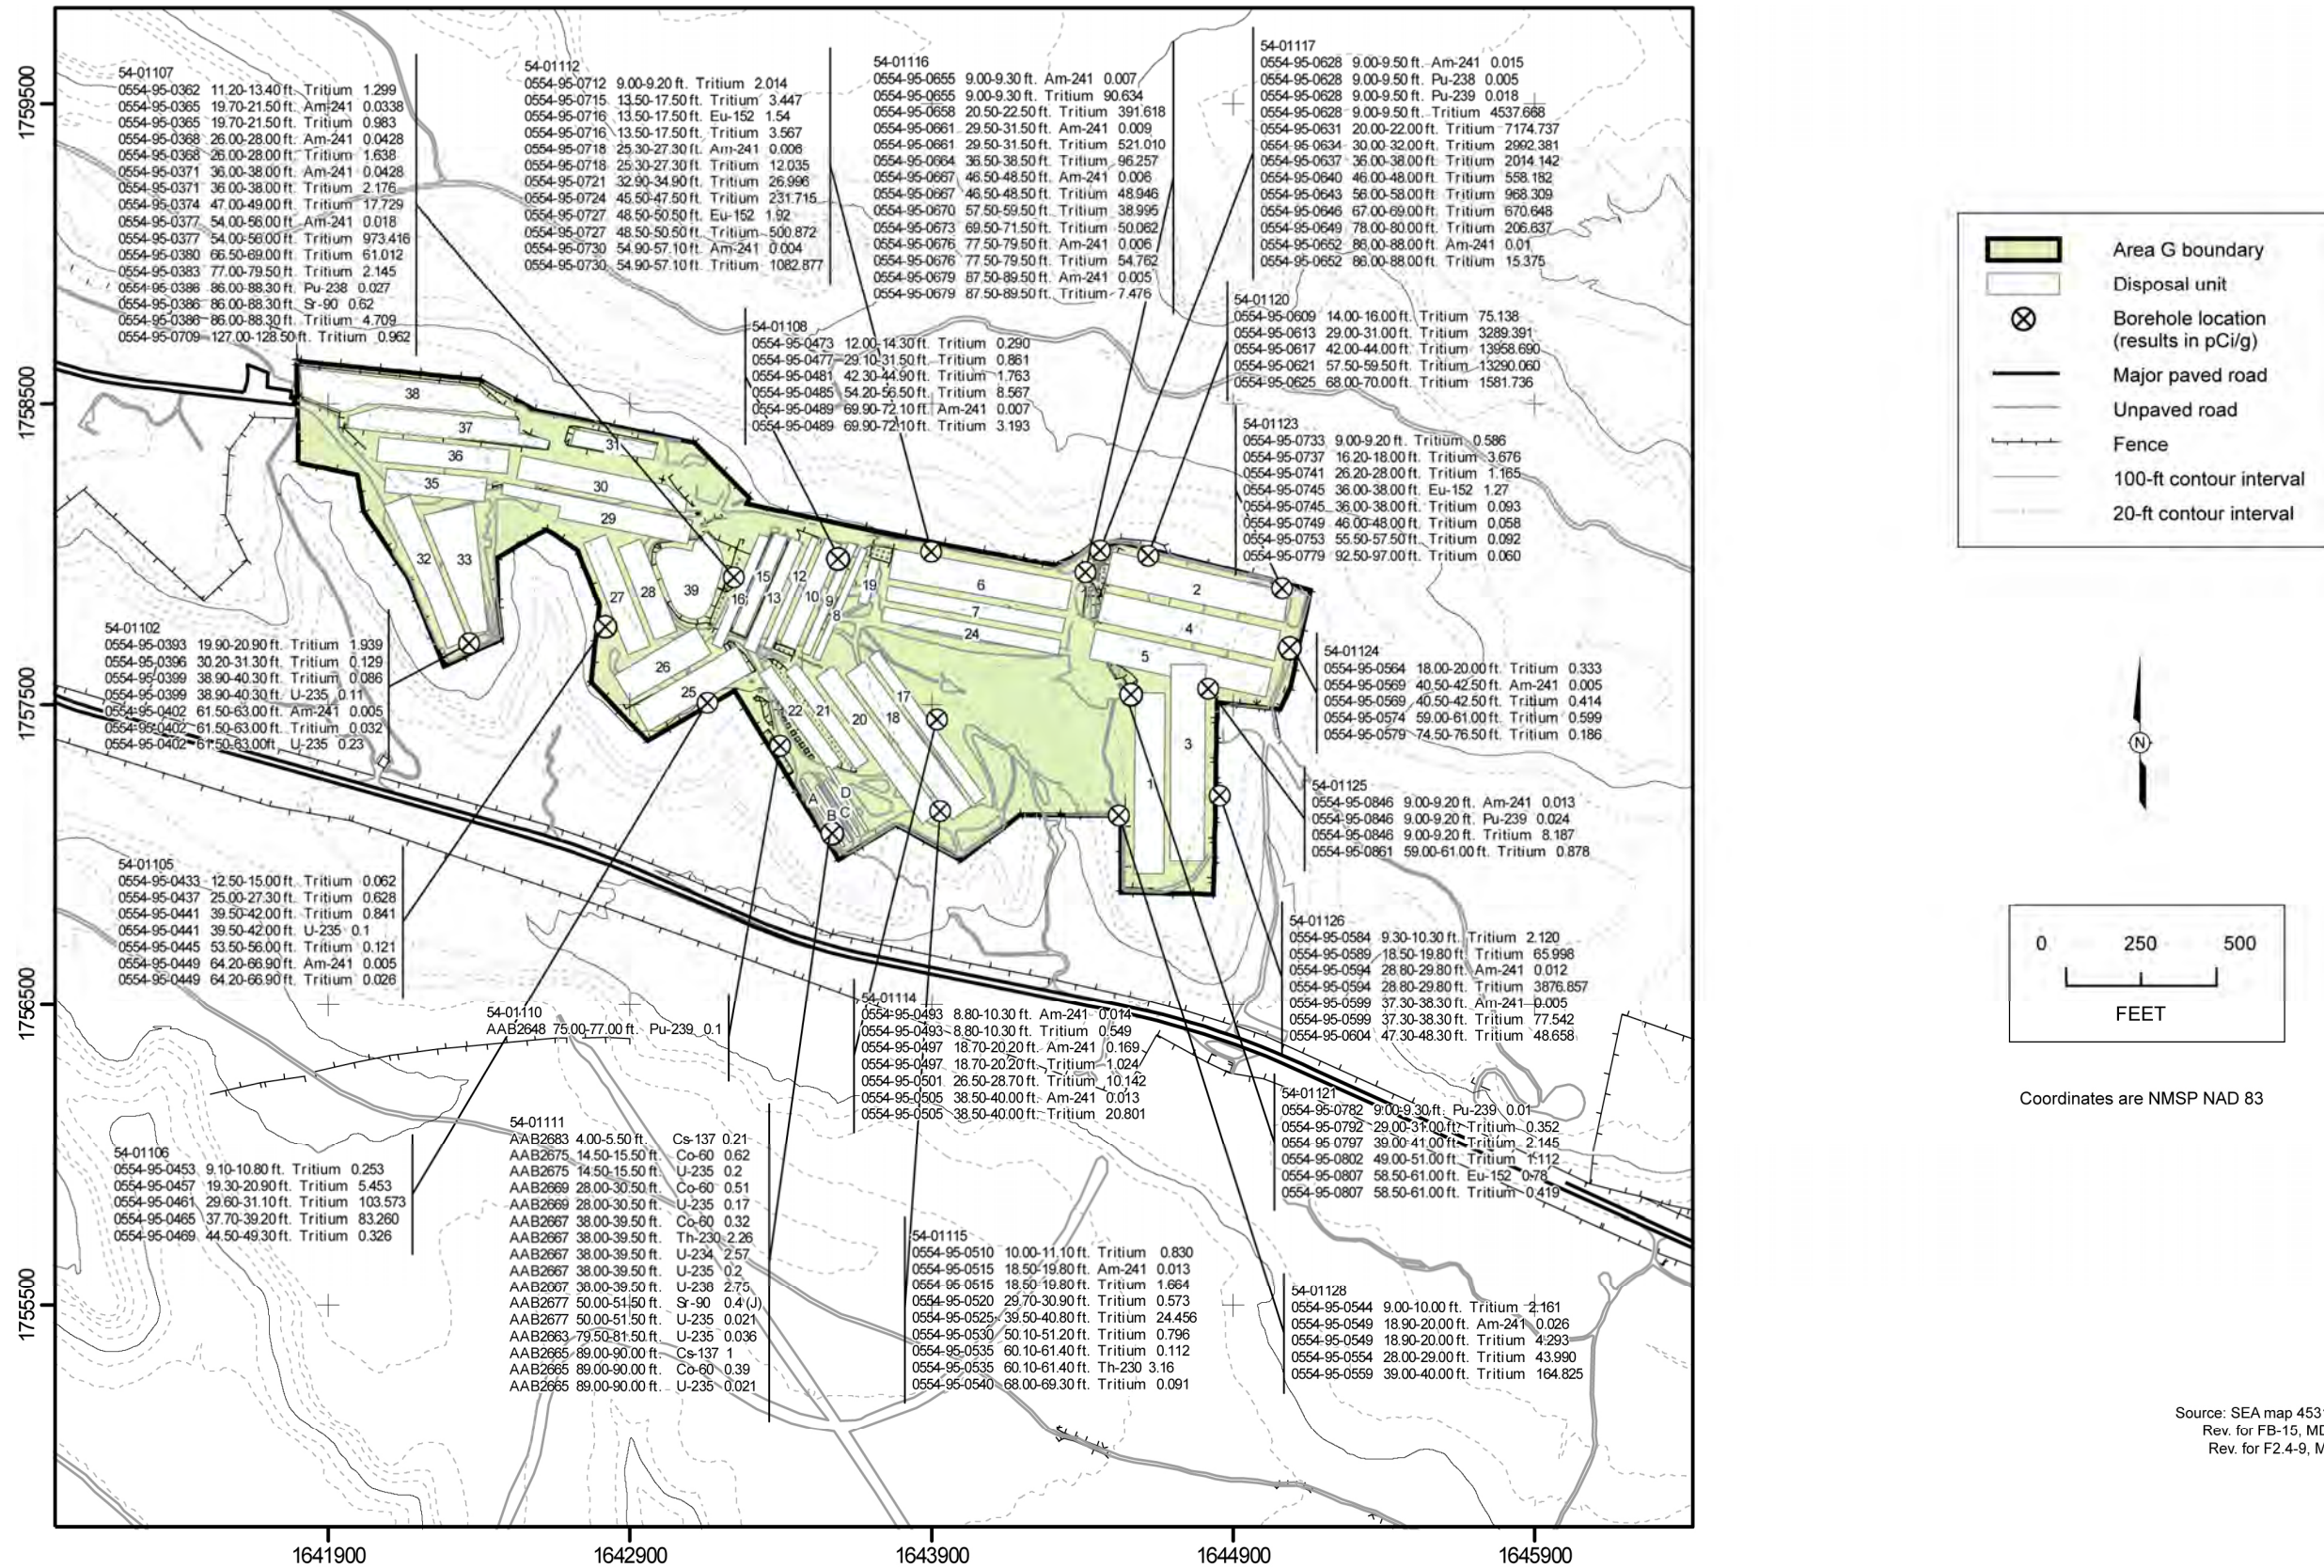 54-01107
0554-95-0362 11.20-13.40 ft. Tritium 1.299
0554-95-0365 19.70-21.50 ft. Am-241 0.0338
0554-95-0365 19.70-21.50 ft. Tritium 0.983
0554-95-0368 26.00-28.00 ft. Am-241 0.0428
0554-95-0368 26.00-28.00 ft. Tritium 1.638
0554-95-0371 36.00-38.00 ft. Am-241 0.0428
0554-95-0371 36.00-38.00 ft. Tritium 2.176
0554-95-0374 47.00-49.00 ft. Tritium 17.729
0554-95-0377 54.00-56.00 ft. Am-241 0.018
0554-95-0377 54.00-56.00 ft. Tritium 973.416
0554-95-0380 66.50-69.00 ft. Tritium 61.012
0554-95-0383 77.00-79.50 ft. Tritium 2.145
0554-95-0386 86.00-88.30 ft. Pu-238 0.027
0554-95-0386 86.00-88.30 ft. Sr-90 0.62
0554-95-0386 86.00-88.30 ft. Tritium 4.709
0554-95-0709 127.00-128.50 ft. Tritium 0.962
54-01112
0554-95-0712 9.00-9.20 ft. Tritium 2.014
0554-95-0715 13.50-17.50 ft. Tritium 3.447
0554-95-0716 13.50-17.50 ft. Eu-152 1.54
0554-95-0716 13.50-17.50 ft. Tritium 3.567
0554-95-0718 25.30-27.30 ft. Am-241 0.006
0554-95-0718 25.30-27.30 ft. Tritium 12.035
0554-95-0721 32.90-34.90 ft. Tritium 26.996
0554-95-0724 45.50-47.50 ft. Tritium 231.715
0554-95-0727 48.50-50.50 ft. Eu-152 1.92
0554-95-0727 48.50-50.50 ft. Tritium 500.872
0554-95-0730 54.90-57.10 ft. Am-241 0.004
0554-95-0730 54.90-57.10 ft. Tritium 1082.877
54-01116
0554-95-0655 9.00-9.30 ft. Am-241 0.007
0554-95-0655 9.00-9.30 ft. Tritium 90.634
0554-95-0658 20.50-22.50 ft. Tritium 391.618
0554-95-0661 29.50-31.50 ft. Am-241 0.009
0554-95-0661 29.50-31.50 ft. Tritium 521.010
0554-95-0664 36.50-38.50 ft. Tritium 96.257
0554-95-0667 46.50-48.50 ft. Am-241 0.006
0554-95-0667 46.50-48.50 ft. Tritium 48.946
0554-95-0670 57.50-59.50 ft. Tritium 38.995
0554-95-0673 69.50-71.50 ft. Tritium 50.062
0554-95-0676 77.50-79.50 ft. Am-241 0.006
0554-95-0676 77.50-79.50 ft. Tritium 54.762
0554-95-0679 87.50-89.50 ft. Am-241 0.005
0554-95-0679 87.50-89.50 ft. Tritium 7.476
54-01117
0554-95-0628 9.00-9.50 ft. Am-241 0.015
0554-95-0628 9.00-9.50 ft. Pu-238 0.005
0554-95-0628 9.00-9.50 ft. Pu-239 0.018
0554-95-0628 9.00-9.50 ft. Tritium 4537.668
0554-95-0631 20.00-22.00 ft. Tritium 7174.737
0554-95-0634 30.00-32.00 ft. Tritium 2992.381
0554-95-0637 36.00-38.00 ft. Tritium 2014.142
0554-95-0640 46.00-48.00 ft. Tritium 558.182
0554-95-0643 56.00-58.00 ft. Tritium 968.309
0554-95-0646 67.00-69.00 ft. Tritium 670.648
0554-95-0649 78.00-80.00 ft. Tritium 206.637
0554-95-0652 86.00-88.00 ft. Am-241 0.01
0554-95-0652 86.00-88.00 ft. Tritium 15.375
54-01108
0554-95-0473 12.00-14.30 ft. Tritium 0.290
0554-95-0477 29.10-31.50 ft. Tritium 0.861
0554-95-0481 42.30-44.90 ft. Tritium 1.763
0554-95-0485 54.20-56.50 ft. Tritium 8.567
0554-95-0489 69.90-72.10 ft. Am-241 0.007
0554-95-0489 69.90-72.10 ft. Tritium 3.193
54-01120
0554-95-0609 14.00-16.00 ft. Tritium 75.138
0554-95-0613 29.00-31.00 ft. Tritium 3289.391
0554-95-0617 42.00-44.00 ft. Tritium 13958.690
0554-95-0621 57.50-59.50 ft. Tritium 13290.060
0554-95-0625 68.00-70.00 ft. Tritium 1581.736
54-01123
0554-95-0733 9.00-9.20 ft. Tritium 0.586
0554-95-0737 16.20-18.00 ft. Tritium 3.676
0554-95-0741 26.20-28.00 ft. Tritium 1.165
0554-95-0745 36.00-38.00 ft. Eu-152 1.27
0554-95-0745 36.00-38.00 ft. Tritium 0.093
0554-95-0749 46.00-48.00 ft. Tritium 0.058
0554-95-0753 55.50-57.50 ft. Tritium 0.092
0554-95-0779 92.50-97.00 ft. Tritium 0.060
54-01102
0554-95-0393 19.90-20.90 ft. Tritium 1.939
0554-95-0396 30.20-31.30 ft. Tritium 0.129
0554-95-0399 38.90-40.30 ft. Tritium 0.086
0554-95-0399 38.90-40.30 ft. U-235 0.11
0554-95-0402 61.50-63.00 ft. Am-241 0.005
0554-95-0402 61.50-63.00 ft. Tritium 0.032
0554-95-0402 61.50-63.00ft. U-235 0.23
54-01124
0554-95-0564 18.00-20.00 ft. Tritium 0.333
0554-95-0569 40.50-42.50 ft. Am-241 0.005
0554-95-0569 40.50-42.50 ft. Tritium 0.414
0554-95-0574 59.00-61.00 ft. Tritium 0.599
0554-95-0579 74.50-76.50 ft. Tritium 0.186
54-01125
0554-95-0846 9.00-9.20 ft. Am-241 0.013
0554-95-0846 9.00-9.20 ft. Pu-239 0.024
0554-95-0846 9.00-9.20 ft. Tritium 8.187
0554-95-0861 59.00-61.00 ft. Tritium 0.878
54-01105
0554-95-0433 12.50-15.00 ft. Tritium 0.062
0554-95-0437 25.00-27.30 ft. Tritium 0.628
0554-95-0441 39.50-42.00 ft. Tritium 0.841
0554-95-0441 39.50-42.00 ft. U-235 0.1
0554-95-0445 53.50-56.00 ft. Tritium 0.121
0554-95-0449 64.20-66.90 ft. Am-241 0.005
0554-95-0449 64.20-66.90 ft. Tritium 0.026
54-01126
0554-95-0584 9.30-10.30 ft. Tritium 2.120
0554-95-0589 18.50-19.80 ft. Tritium 65.998
0554-95-0594 28.80-29.80 ft. Am-241 0.012
0554-95-0594 28.80-29.80 ft. Tritium 3876.857
0554-95-0599 37.30-38.30 ft. Am-241 0.005
0554-95-0599 37.30-38.30 ft. Tritium 77.542
0554-95-0604 47.30-48.30 ft. Tritium 48.658
54-01110
AAB2648 75.00-77.00 ft. Pu-239 0.1
54-01114
0554-95-0493 8.80-10.30 ft. Am-241 0.014
0554-95-0493 8.80-10.30 ft. Tritium 0.549
0554-95-0497 18.70-20.20 ft. Am-241 0.169
0554-95-0497 18.70-20.20 ft. Tritium 1.024
0554-95-0501 26.50-28.70 ft. Tritium 10.142
0554-95-0505 38.50-40.00 ft. Am-241 0.013
0554-95-0505 38.50-40.00 ft. Tritium 20.801
54-01121
0554-95-0782 9.00-9.30 ft. Pu-239 0.01
0554-95-0792 29.00-31.00 ft. Tritium 0.352
0554-95-0797 39.00-41.00 ft. Tritium 2.145
0554-95-0802 49.00-51.00 ft. Tritium 1.112
0554-95-0807 58.50-61.00 ft. Eu-152 0.78
0554-95-0807 58.50-61.00 ft. Tritium 0.419
54-01106
0554-95-0453 9.10-10.80 ft. Tritium 0.253
0554-95-0457 19.30-20.90 ft. Tritium 5.453
0554-95-0461 29.60-31.10 ft. Tritium 103.573
0554-95-0465 37.70-39.20 ft. Tritium 83.260
0554-95-0469 44.50-49.30 ft. Tritium 0.326
54-01111
AAB2683 4.00-5.50 ft. Cs-137 0.21
AAB2675 14.50-15.50 ft. Co-60 0.62
AAB2675 14.50-15.50 ft. U-235 0.2
AAB2669 28.00-30.50 ft. Co-60 0.51
AAB2669 28.00-30.50 ft. U-235 0.17
AAB2667 38.00-39.50 ft. Co-60 0.32
AAB2667 38.00-39.50 ft. Th-230 2.26
AAB2667 38.00-39.50 ft. U-234 2.57
AAB2667 38.00-39.50 ft. U-235 0.2
AAB2667 38.00-39.50 ft. U-238 2.75
AAB2677 50.00-51.50 ft. Sr-90 0.4 (J)
AAB2677 50.00-51.50 ft. U-235 0.021
AAB2663 79.50-81.50 ft. U-235 0.036
AAB2665 89.00-90.00 ft. Cs-137 1
AAB2665 89.00-90.00 ft. Co-60 0.39
AAB2665 89.00-90.00 ft. U-235 0.021
54-01115
0554-95-0510 10.00-11.10 ft. Tritium 0.830
0554-95-0515 18.50-19.80 ft. Am-241 0.013
0554-95-0515 18.50-19.80 ft. Tritium 1.664
0554-95-0520 29.70-30.90 ft. Tritium 0.573
0554-95-0525 39.50-40.80 ft. Tritium 24.456
0554-95-0530 50.10-51.20 ft. Tritium 0.796
0554-95-0535 60.10-61.40 ft. Tritium 0.112
0554-95-0535 60.10-61.40 ft. Th-230 3.16
0554-95-0540 68.00-69.30 ft. Tritium 0.091
54-01128
0554-95-0544 9.00-10.00 ft. Tritium 2.161
0554-95-0549 18.90-20.00 ft. Am-241 0.026
0554-95-0549 18.90-20.00 ft. Tritium 4.293
0554-95-0554 28.00-29.00 ft. Tritium 43.990
0554-95-0559 39.00-40.00 ft. Tritium 164.825
38
37
31
36
35
30
29
32
33
27
28
39
16
15
13
12
10
9
8
19
6
7
24
2
4
5
26
25
22
21
20
17
18
3
1
A
B
D
C
1759500
1758500
1757500
1756500
1755500
1641900
1642900
1643900
1644900
1645900
Area G boundary
Disposal unit
Borehole location
(results in pCi/g)
Major paved road
Unpaved road
Fence
100-ft contour interval
20-ft contour interval
N
0 250 500
FEET
Coordinates are NMSP NAD 83
Source: SEA map 453
Rev. for FB-15, MD
Rev. for F2.4-9, M